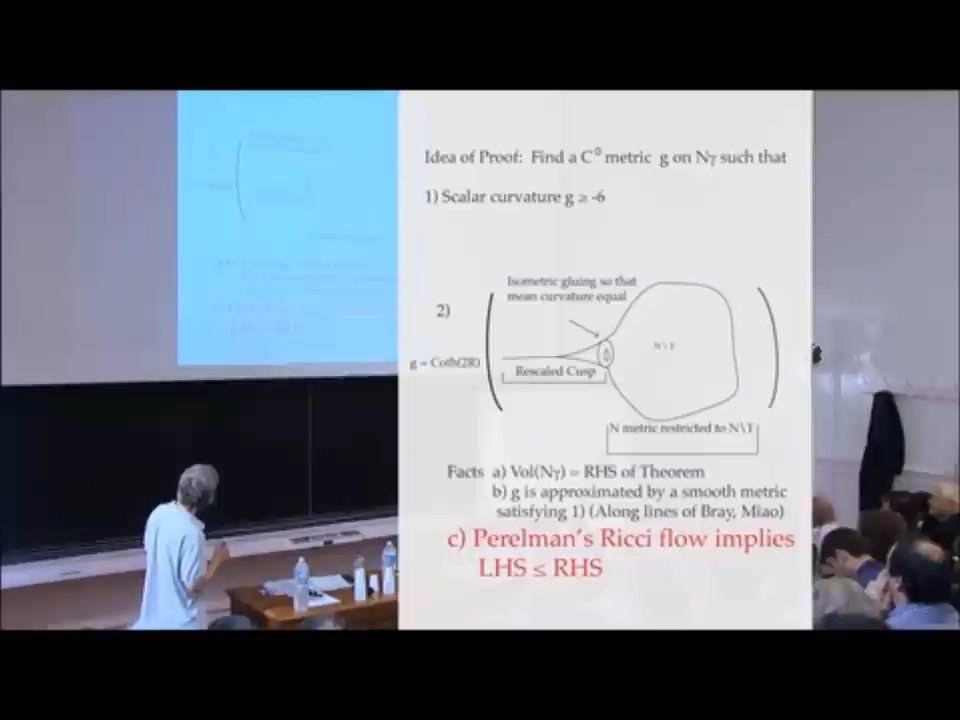 Idea of Proof: Find a C⁰ metric g on Nγ such that
1) Scalar curvature g ≥ -6
Isometric gluing so that
mean curvature equal
2)
N \ T
g = Coth(2R)
Rescaled Cusp
N metric restricted to N\T
Facts a) Vol(Nγ) = RHS of Theorem
b) g is approximated by a smooth metric
satisfying 1) (Along lines of Bray, Miao)
c) Perelman's Ricci flow implies
LHS ≤ RHS